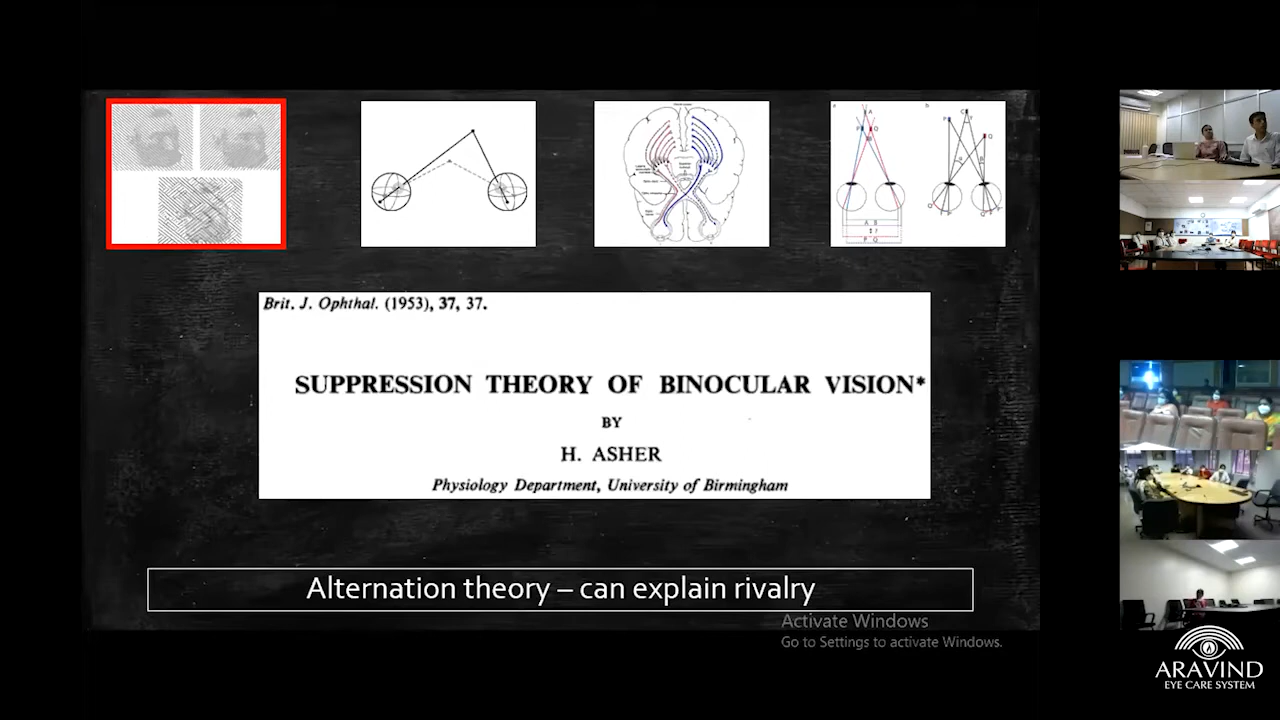 Brit. J. Ophthal. (1953), 37, 37.
SUPPRESSION THEORY OF BINOCULAR VISION*
BY
H. ASHER
Physiology Department, University of Birmingham
Alternation theory – can explain rivalry
Activate Windows
Go to Settings to activate Windows.
ARAVIND
EYE CARE SYSTEM